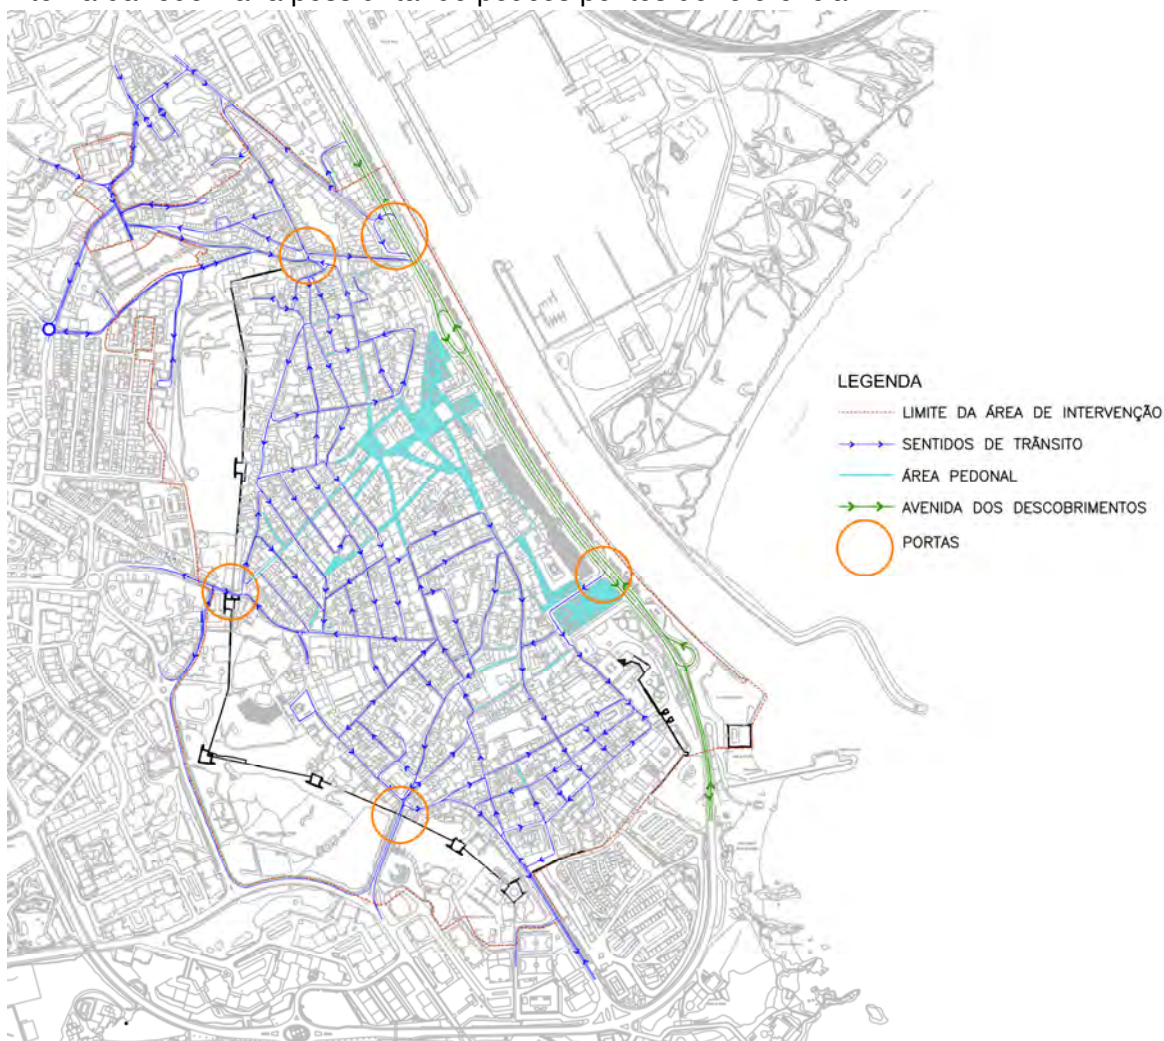 LEGENDA
LIMITE DA ÁREA DE INTERVENÇÃO
SENTIDOS DE TRÂNSITO
ÁREA PEDONAL
AVENIDA DOS DESCOBRIMENTOS
PORTAS